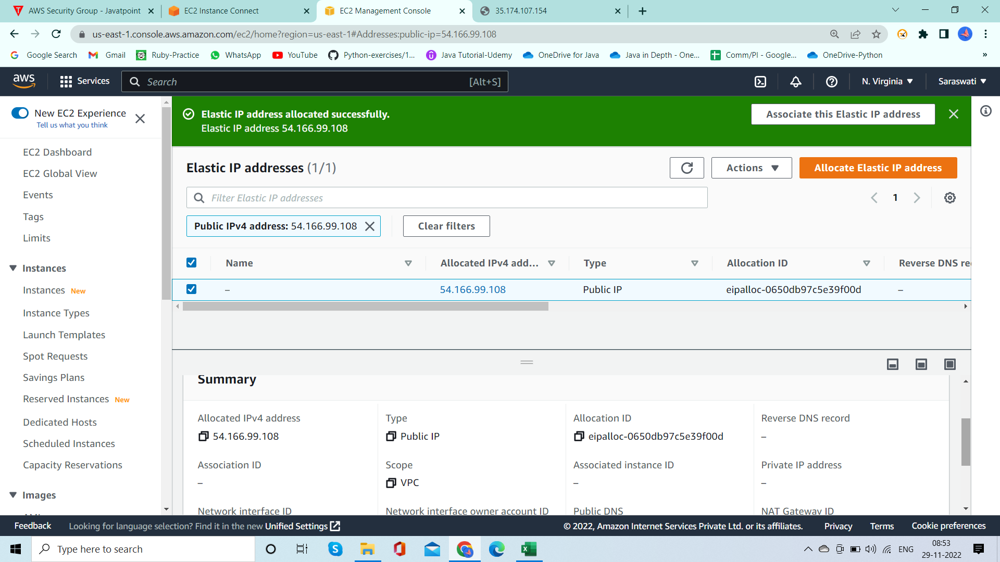 AWS Security Group - Javatpoint
EC2 Instance Connect
EC2 Management Console
35.174.107.154
us-east-1.console.aws.amazon.com/ec2/home?region=us-east-1#Addresses:public-ip=54.166.99.108
Google Search
Gmail
Ruby-Practice
WhatsApp
YouTube
Python-exercises/1...
Java Tutorial-Udemy
OneDrive for Java
Java in Depth - One...
Comm/PI - Google...
OneDrive-Python
»
aws
Services
Search
[Alt+S]
N. Virginia
Saraswati
New EC2 Experience
Tell us what you think
EC2 Dashboard
EC2 Global View
Events
Tags
Limits
Instances
Instances New
Instance Types
Launch Templates
Spot Requests
Savings Plans
Reserved Instances New
Dedicated Hosts
Scheduled Instances
Capacity Reservations
Images
Elastic IP address allocated successfully.
Elastic IP address 54.166.99.108
Associate this Elastic IP address
Elastic IP addresses (1/1)
Actions
Allocate Elastic IP address
Filter Elastic IP addresses
1
Public IPv4 address: 54.166.99.108
Clear filters
Name
Allocated IPv4 add...
Type
Allocation ID
Reverse DNS re
–
54.166.99.108
Public IP
eipalloc-0650db97c5e39f00d
–
Summary
Allocated IPv4 address
54.166.99.108
Type
Public IP
Allocation ID
eipalloc-0650db97c5e39f00d
Reverse DNS record
–
Association ID
–
Scope
VPC
Associated instance ID
–
Private IP address
–
Network interface ID
Network interface owner account ID
Public DNS
NAT Gateway ID
Feedback
Looking for language selection? Find it in the new Unified Settings
© 2022, Amazon Internet Services Private Ltd. or its affiliates.
Privacy
Terms
Cookie preferences
Type here to search
ENG
08:53
29-11-2022